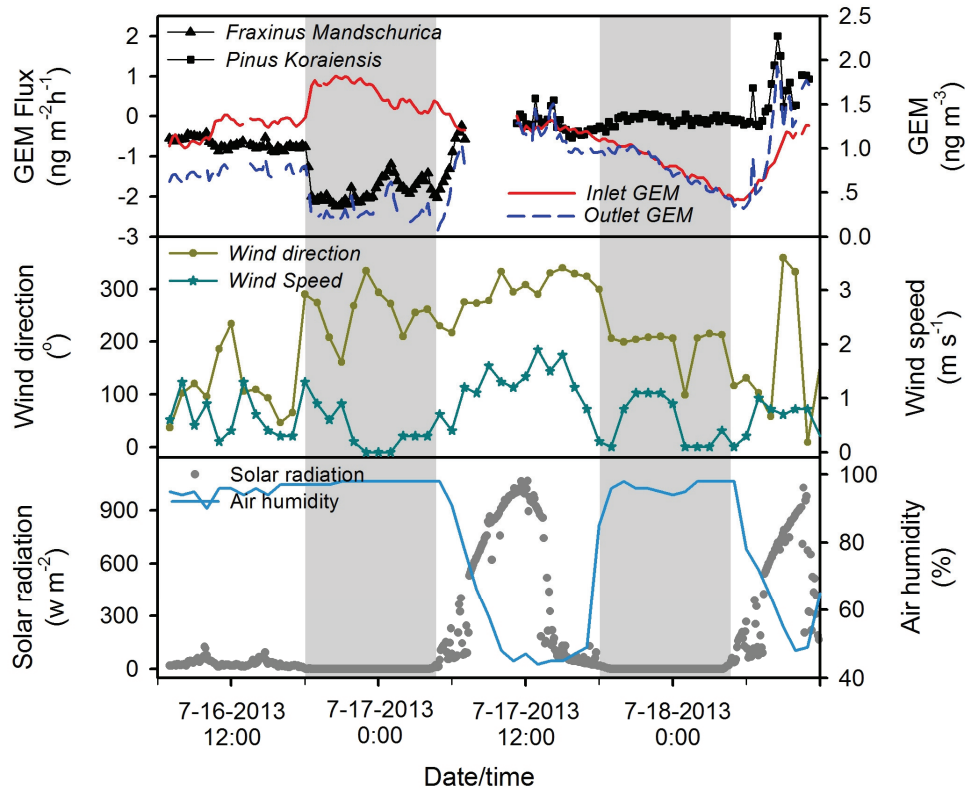 Fraxinus Mandschurica
Pinus Koraiensis
GEM Flux
(ng m-2h-1)
2
1
0
-1
-2
-3
2.5
2.0
1.5
1.0
0.5
0.0
GEM
(ng m-3)
Inlet GEM
Outlet GEM
Wind direction
Wind Speed
Wind direction
(o)
300
200
100
0
3
2
1
0
Wind speed
(m s-1)
Solar radiation
Air humidity
Solar radiation
(w m-2)
900
600
300
0
100
80
60
40
Air humidity
(%)
7-16-2013
12:00
7-17-2013
0:00
7-17-2013
12:00
7-18-2013
0:00
Date/time